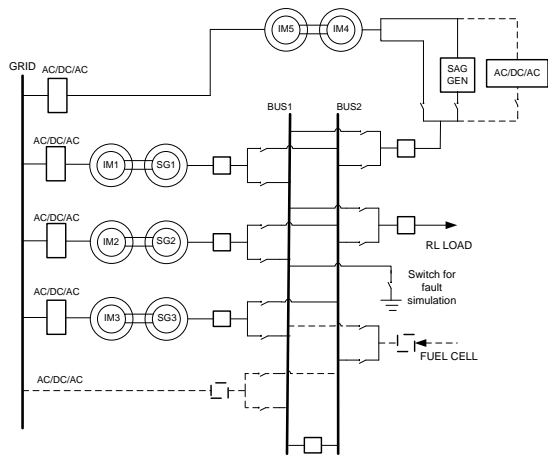 IM5
IM4
GRID
AC/DC/AC
SAG
GEN
AC/DC/AC
BUS1
BUS2
AC/DC/AC
IM1
SG1
AC/DC/AC
IM2
SG2
RL LOAD
Switch for
fault
simulation
AC/DC/AC
IM3
SG3
FUEL CELL
AC/DC/AC